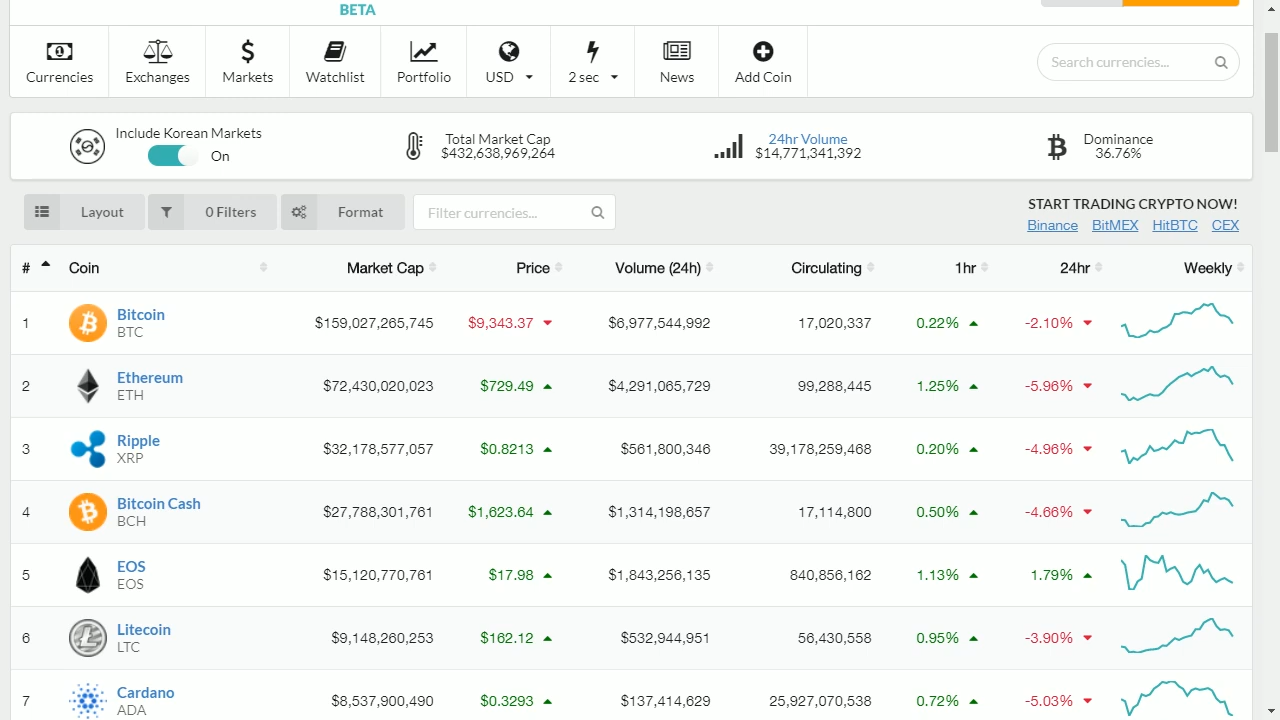 BETA
Currencies Exchanges Markets Watchlist Portfolio USD 2 sec News Add Coin Search currencies...
Include Korean Markets
On
Total Market Cap
$432,638,969,264
24hr Volume
$14,771,341,392
Dominance
36.76%
Layout 0 Filters Format Filter currencies...
START TRADING CRYPTO NOW!
Binance BitMEX HitBTC CEX
# Coin Market Cap Price Volume (24h) Circulating 1hr 24hr Weekly
1 Bitcoin BTC $159,027,265,745 $9,343.37 $6,977,544,992 17,020,337 0.22% -2.10%
2 Ethereum ETH $72,430,020,023 $729.49 $4,291,065,729 99,288,445 1.25% -5.96%
3 Ripple XRP $32,178,577,057 $0.8213 $561,800,346 39,178,259,468 0.20% -4.96%
4 Bitcoin Cash BCH $27,788,301,761 $1,623.64 $1,314,198,657 17,114,800 0.50% -4.66%
5 EOS EOS $15,120,770,761 $17.98 $1,843,256,135 840,856,162 1.13% 1.79%
6 Litecoin LTC $9,148,260,253 $162.12 $532,944,951 56,430,558 0.95% -3.90%
7 Cardano ADA $8,537,900,490 $0.3293 $137,414,629 25,927,070,538 0.72% -5.03%